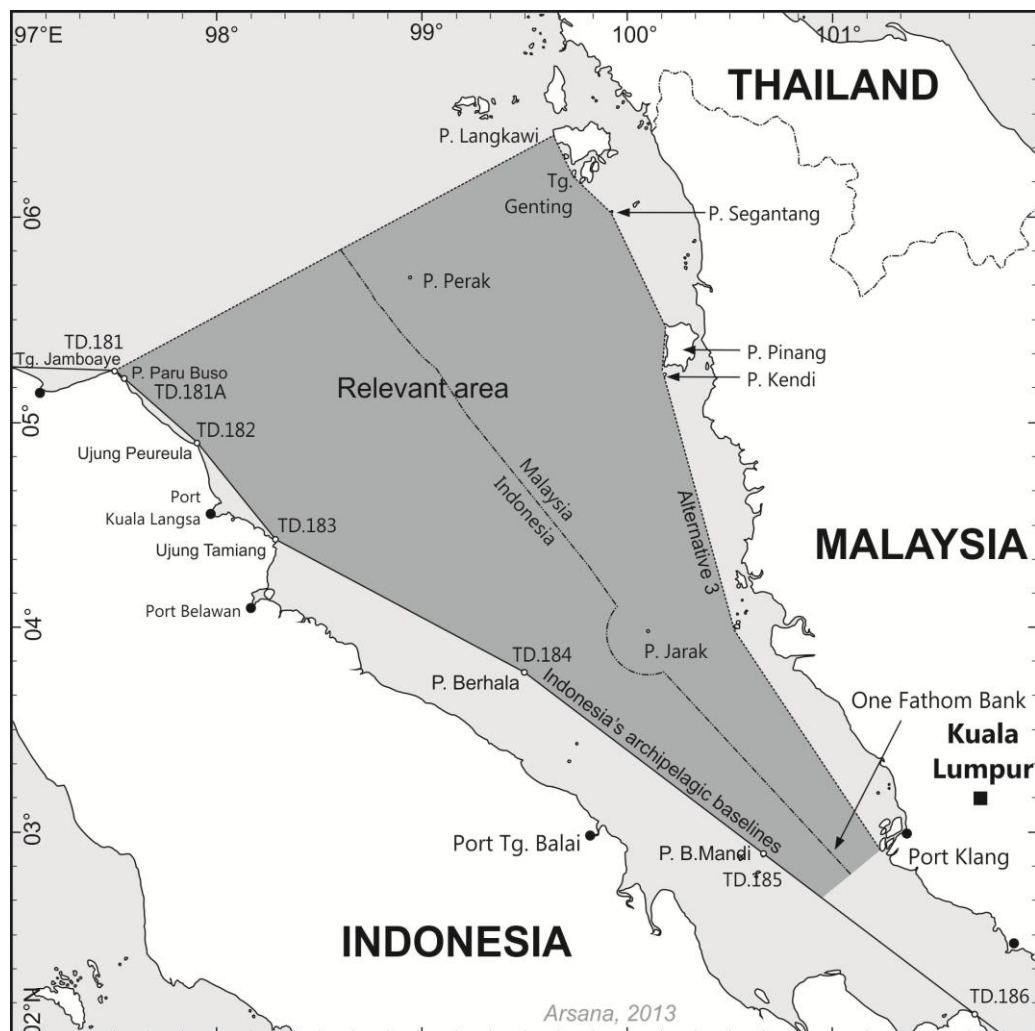 97°E 98° 99° 100° 101°
THAILAND
P. Langkawi
Tg.
Genting
06°
P. Segantang
P. Perak
TD.181
Tg. Jamboaye
P. Paru Buso
TD.181A
Relevant area
P. Pinang
P. Kendi
05°
TD.182
Ujung Peureula
Port
Kuala Langsa
TD.183
Ujung Tamiang
Malaysia
Indonesia
Alternative 3
MALAYSIA
Port Belawan
04°
TD.184
P. Berhala
P. Jarak
Indonesia's archipelagic baselines
One Fathom Bank
Kuala
Lumpur
03°
Port Tg. Balai
P. B.Mandi
TD.185
Port Klang
INDONESIA
TD.186
02°N
Arsana, 2013